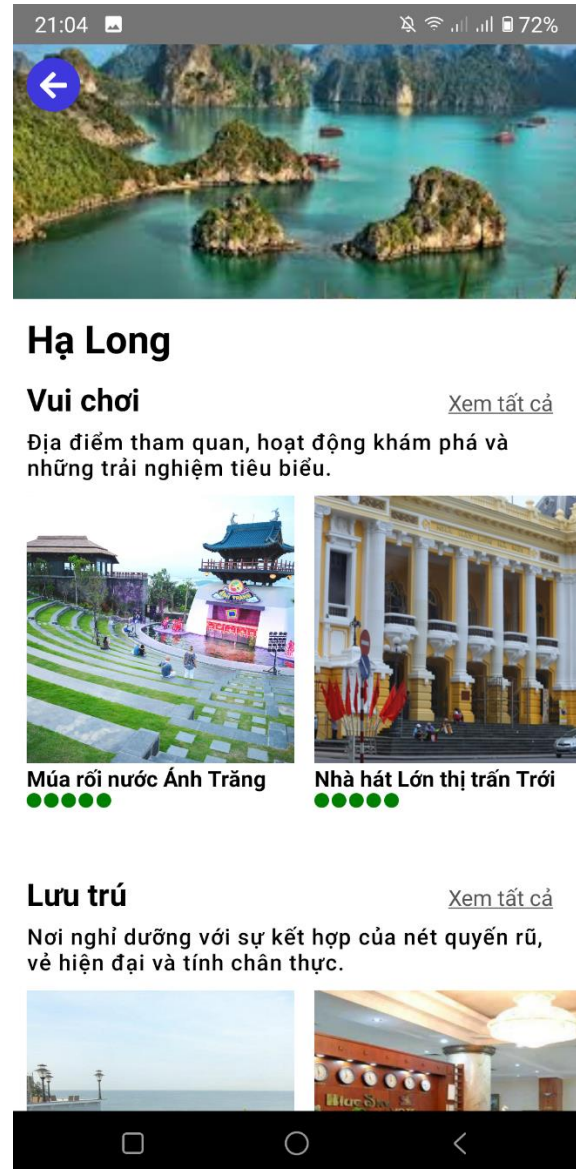 21:04
72%
Hạ Long
Vui chơi
Xem tất cả
Địa điểm tham quan, hoạt động khám phá và
những trải nghiệm tiêu biểu.
Múa rối nước Ánh Trăng
Nhà hát Lớn thị trấn Trới
Lưu trú
Xem tất cả
Nơi nghỉ dưỡng với sự kết hợp của nét quyến rũ,
vẻ hiện đại và tính chân thực.
Blue Sky